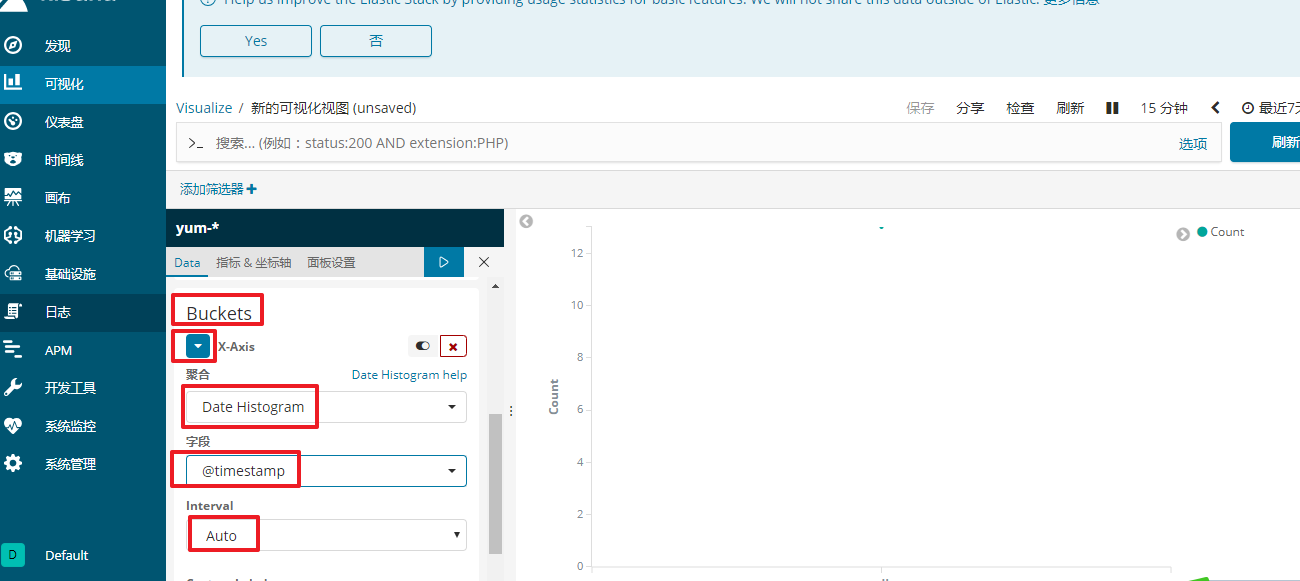 Help us improve the Elastic Stack by providing usage statistics for basic features. We will not share this data outside of Elastic. 更多信息
Yes
否
发现
可视化
仪表盘
时间线
画布
机器学习
基础设施
日志
APM
开发工具
系统监控
系统管理
D Default
Visualize / 新的可视化视图 (unsaved)
保存 分享 检查 刷新 15 分钟 最近7天
>_ 搜索... (例如：status:200 AND extension:PHP) 选项 刷新
添加筛选器
yum-*
Data 指标 & 坐标轴 面板设置
Buckets
X-Axis
聚合 Date Histogram help
Date Histogram
字段
@timestamp
Interval
Auto
Count
12
10
8
6
4
2
0
Count